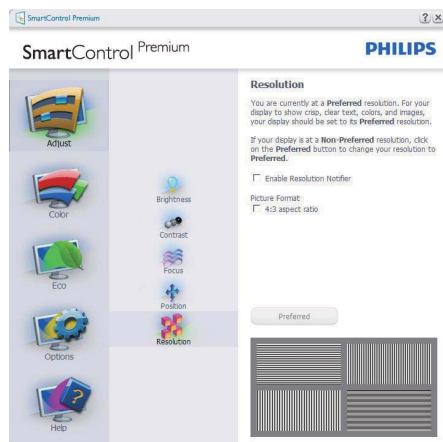 SmartControl Premium
SmartControl Premium
PHILIPS
Adjust
Color
Eco
Options
Help
Brightness
Contrast
Focus
Position
Resolution
Resolution
You are currently at a Preferred resolution. For your
display to show crisp, clear text, colors, and images,
your display should be set to its Preferred resolution.
If your display is at a Non-Preferred resolution, click
on the Preferred button to change your resolution to
Preferred.
Enable Resolution Notifier
Picture Format
4:3 aspect ratio
Preferred